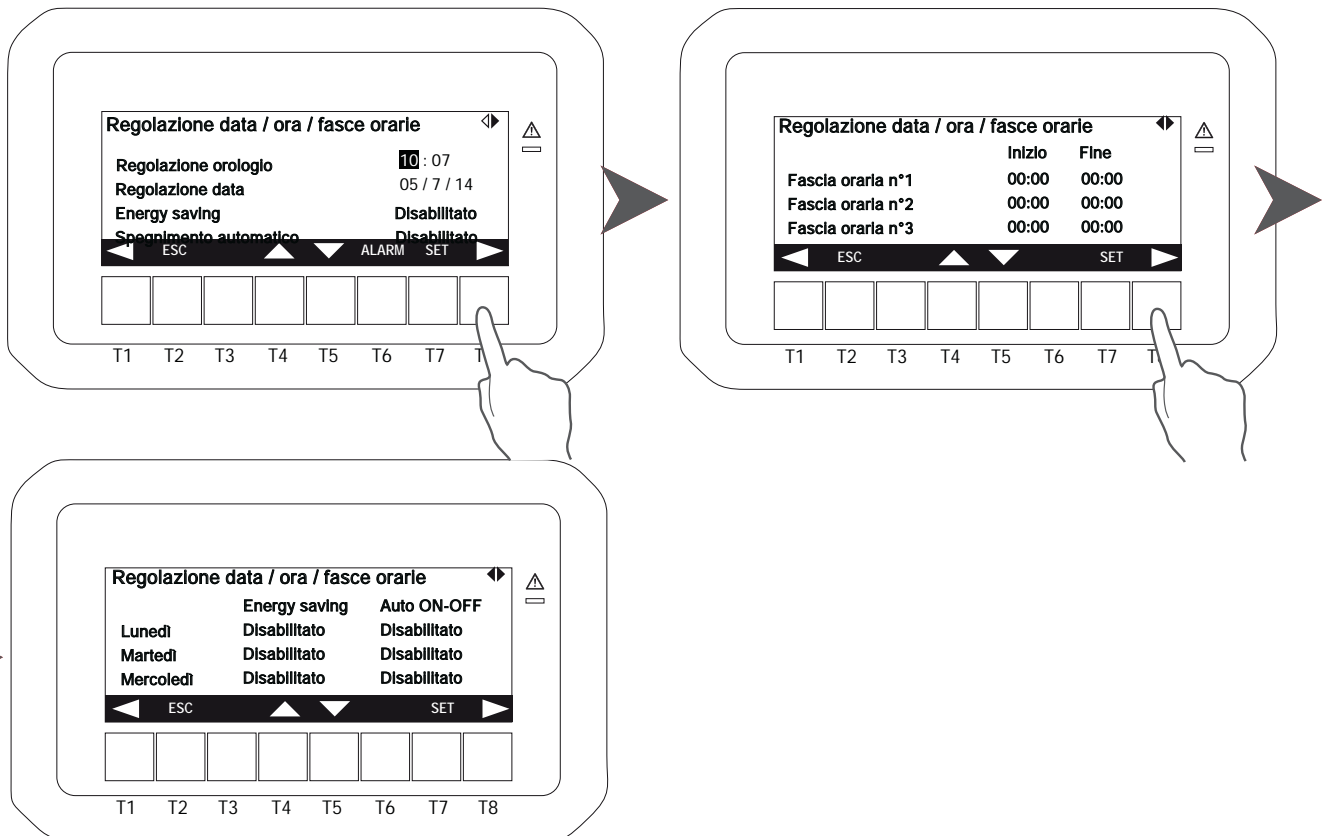 Regolazione data / ora / fasce orarie
Regolazione orologio 10 : 07
Regolazione data 05 / 7 / 14
Energy saving Disabilitato
Spegnimento automatico Disabilitato
ESC ALARM SET
T1 T2 T3 T4 T5 T6 T7 T
Regolazione data / ora / fasce orarie
Inizio Fine
Fascia oraria n°1 00:00 00:00
Fascia oraria n°2 00:00 00:00
Fascia oraria n°3 00:00 00:00
ESC SET
T1 T2 T3 T4 T5 T6 T7 T8
Regolazione data / ora / fasce orarie
Energy saving Auto ON-OFF
Lunedì Disabilitato Disabilitato
Martedì Disabilitato Disabilitato
Mercoledì Disabilitato Disabilitato
ESC SET
T1 T2 T3 T4 T5 T6 T7 T8